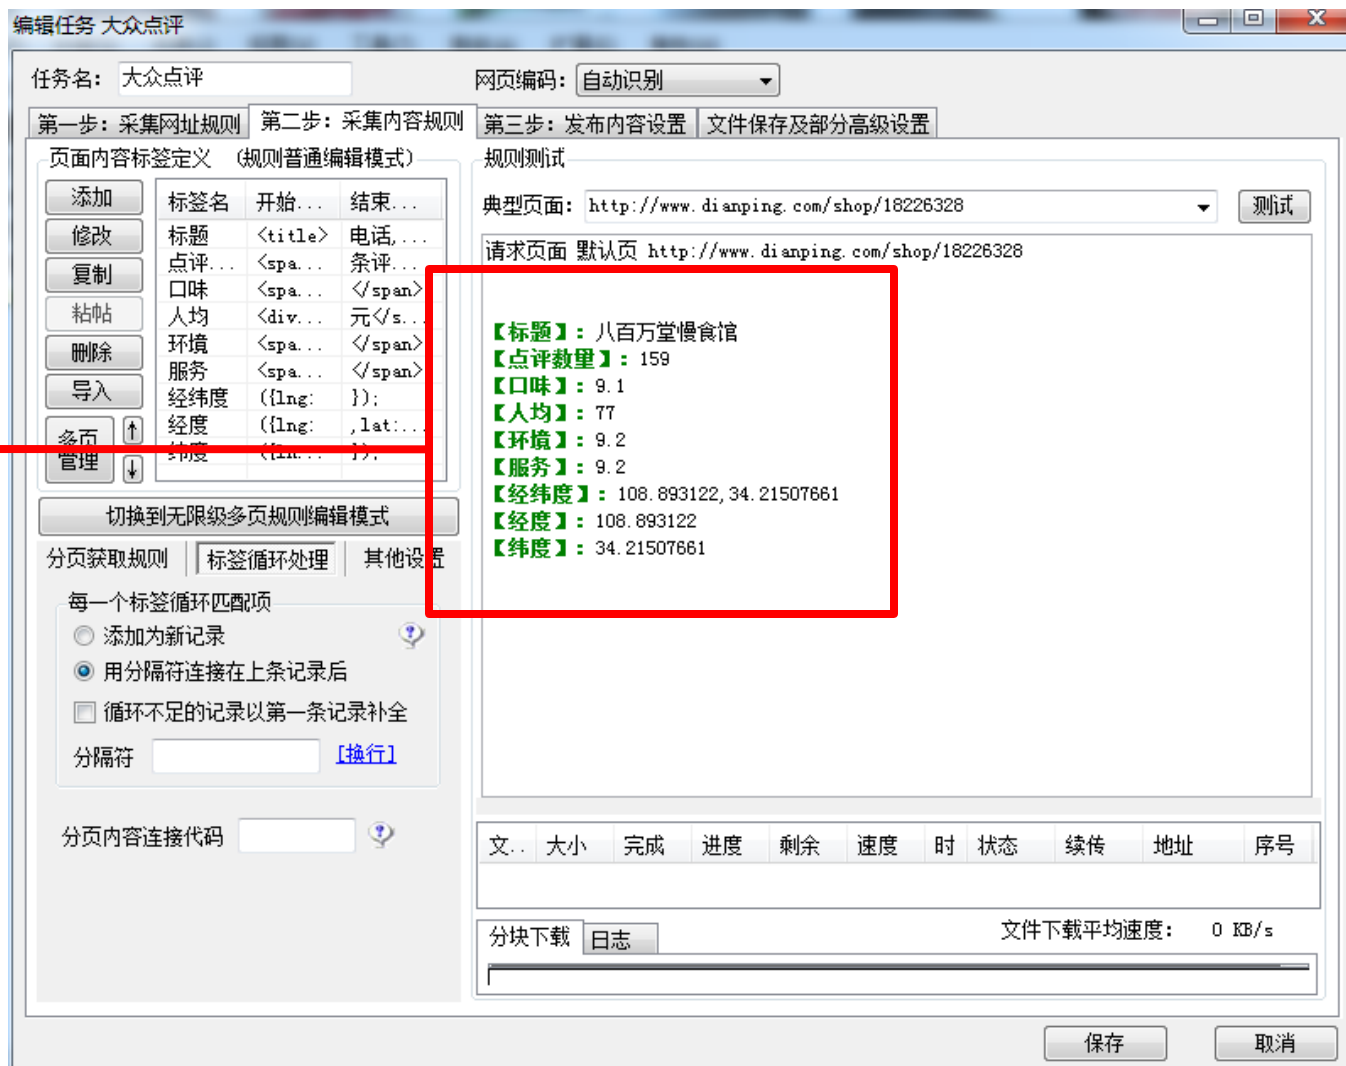 编辑任务 大众点评
任务名： 大众点评 网页编码： 自动识别
第一步：采集网址规则 第二步：采集内容规则 第三步：发布内容设置 文件保存及部分高级设置
页面内容标签定义 （规则普通编辑模式）
添加
修改
复制
粘帖
删除
导入
多页
管理
标签名 开始... 结束...
标题 <title> 电话,...
点评... <spa... 条评...
口味 <spa... </span>
人均 <div... 元</s...
环境 <spa... </span>
服务 <spa... </span>
经纬度 ({lng: });
经度 ({lng: ,lat:...
纬度 ({ln... });
切换到无限级多页规则编辑模式
分页获取规则 标签循环处理 其他设置
每一个标签循环匹配项
添加为新记录
用分隔符连接在上条记录后
循环不足的记录以第一条记录补全
分隔符 [换行]
分页内容连接代码
规则测试
典型页面： http://www.dianping.com/shop/18226328 测试
请求页面 默认页 http://www.dianping.com/shop/18226328
【标题】：八百万堂慢食馆
【点评数里】：159
【口味】：9.1
【人均】：77
【环境】：9.2
【服务】：9.2
【经纬度】：108.893122,34.21507661
【经度】：108.893122
【纬度】：34.21507661
文.. 大小 完成 进度 剩余 速度 时 状态 续传 地址 序号
分块下载 日志 文件下载平均速度： 0 KB/s
保存 取消